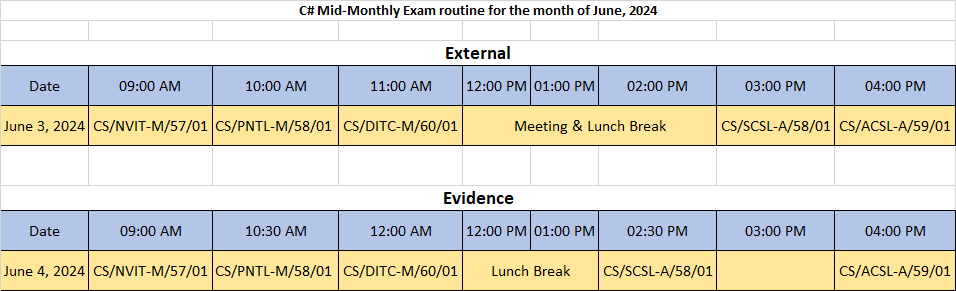 C# Mid-Monthly Exam routine for the month of June, 2024
External
Date 09:00 AM 10:00 AM 11:00 AM 12:00 PM 01:00 PM 02:00 PM 03:00 PM 04:00 PM
June 3, 2024 CS/NVIT-M/57/01 CS/PNTL-M/58/01 CS/DITC-M/60/01 Meeting & Lunch Break CS/SCSL-A/58/01 CS/ACSL-A/59/01
Evidence
Date 09:00 AM 10:30 AM 12:00 AM 12:00 PM 01:00 PM 02:30 PM 03:00 PM 04:00 PM
June 4, 2024 CS/NVIT-M/57/01 CS/PNTL-M/58/01 CS/DITC-M/60/01 Lunch Break CS/SCSL-A/58/01 CS/ACSL-A/59/01